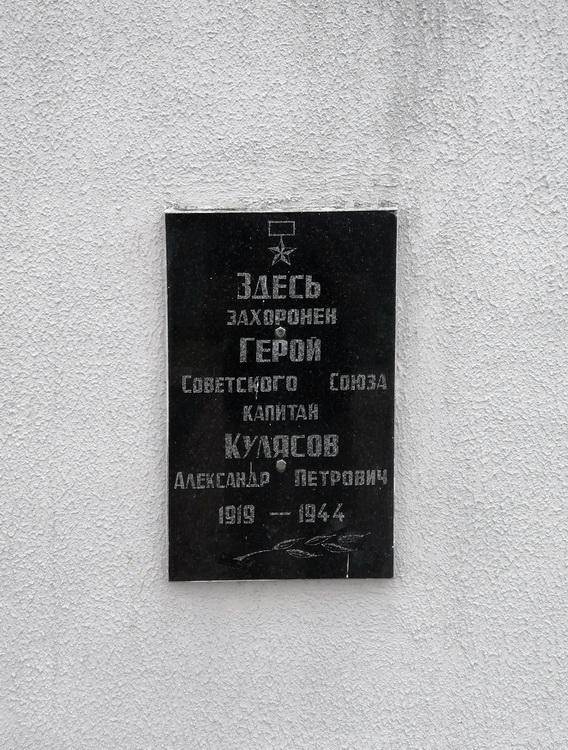 Здесь
захоронен
Герой
Советского Союза
капитан
Кулясов
Александр Петрович
1919 — 1944